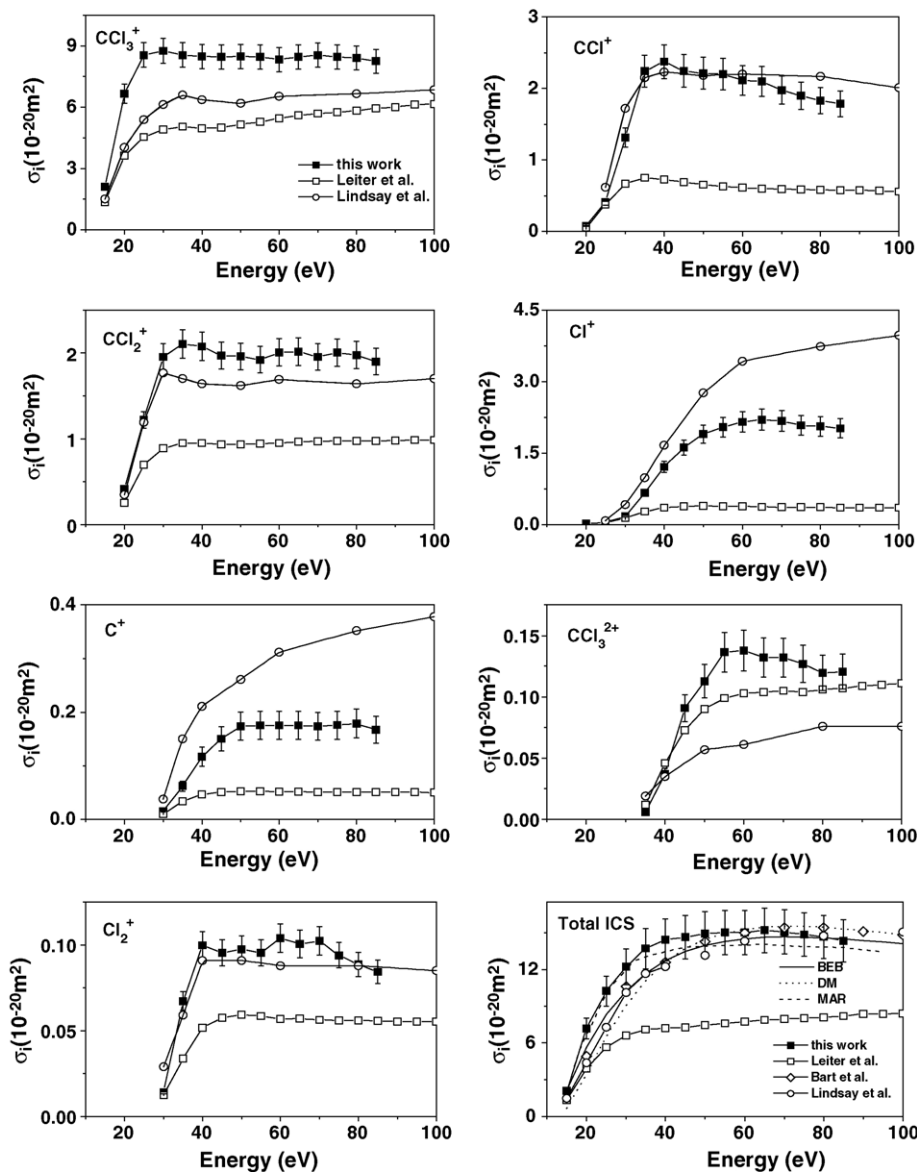 CCl₃⁺
σᵢ(10⁻²⁰m²)
9
6
3
0
this work
Leiter et al.
Lindsay et al.
20 40 60 80 100
Energy (eV)
CCl⁺
σᵢ(10⁻²⁰m²)
3
2
1
0
20 40 60 80 100
Energy (eV)
CCl₂⁺
σᵢ(10⁻²⁰m²)
2
1
0
20 40 60 80 100
Energy (eV)
Cl⁺
σᵢ(10⁻²⁰m²)
4.5
3.0
1.5
0.0
20 40 60 80 100
Energy (eV)
C⁺
σᵢ(10⁻²⁰m²)
0.4
0.2
0.0
20 40 60 80 100
Energy (eV)
CCl₃²⁺
σᵢ(10⁻²⁰m²)
0.15
0.10
0.05
0.00
20 40 60 80 100
Energy (eV)
Cl₂⁺
σᵢ(10⁻²⁰m²)
0.10
0.05
0.00
20 40 60 80 100
Energy (eV)
Total ICS
σᵢ(10⁻²⁰m²)
12
6
0
BEB
DM
MAR
this work
Leiter et al.
Bart et al.
Lindsay et al.
20 40 60 80 100
Energy (eV)